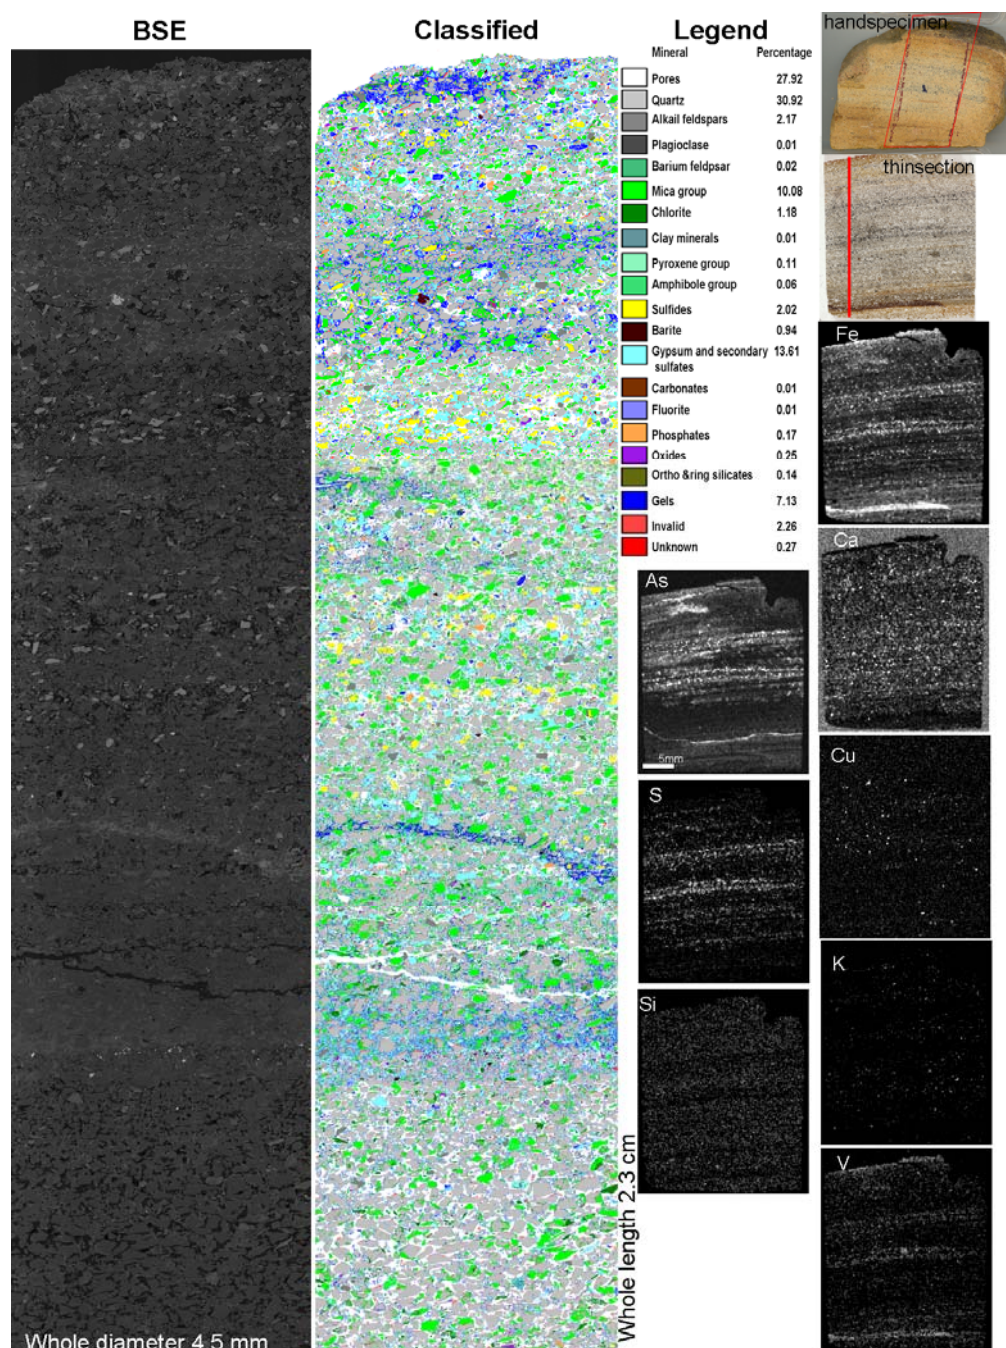 BSE
Classified
Legend
handspecimen
Mineral Percentage
Pores 27.92
Quartz 30.92
Alkail feldspars 2.17
Plagioclase 0.01
Barium feldpsar 0.02
Mica group 10.08
Chlorite 1.18
Clay minerals 0.01
Pyroxene group 0.11
Amphibole group 0.06
Sulfides 2.02
Barite 0.94
Gypsum and secondary 13.61
sulfates
Carbonates 0.01
Fluorite 0.01
Phosphates 0.17
Oxides 0.25
Ortho &ring silicates 0.14
Gels 7.13
Invalid 2.26
Unknown 0.27
thinsection
Fe
Ca
As
5mm
Cu
S
K
Si
V
Whole length 2.3 cm
Whole diameter 4.5 mm